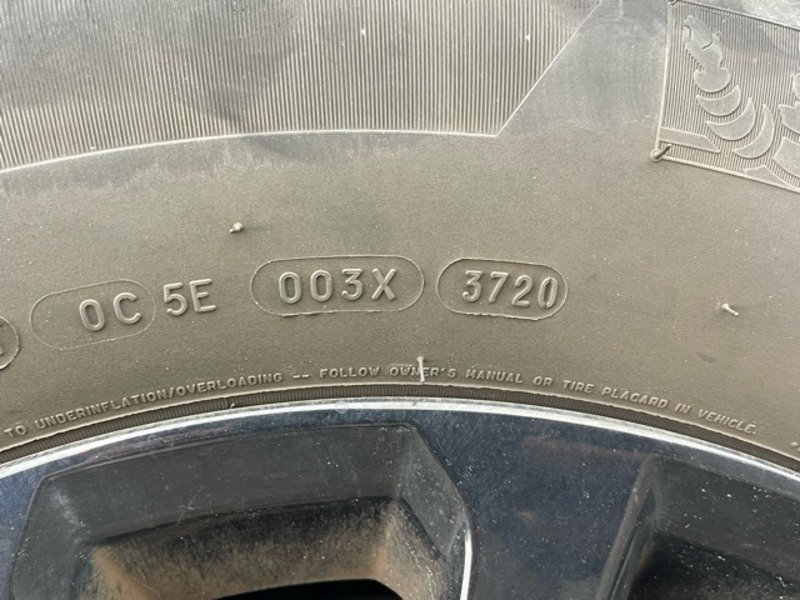 0C 5E 003X 3720
TO UNDERINFLATION/OVERLOADING -- FOLLOW OWNER'S MANUAL OR TIRE PLACARD IN VEHICLE.